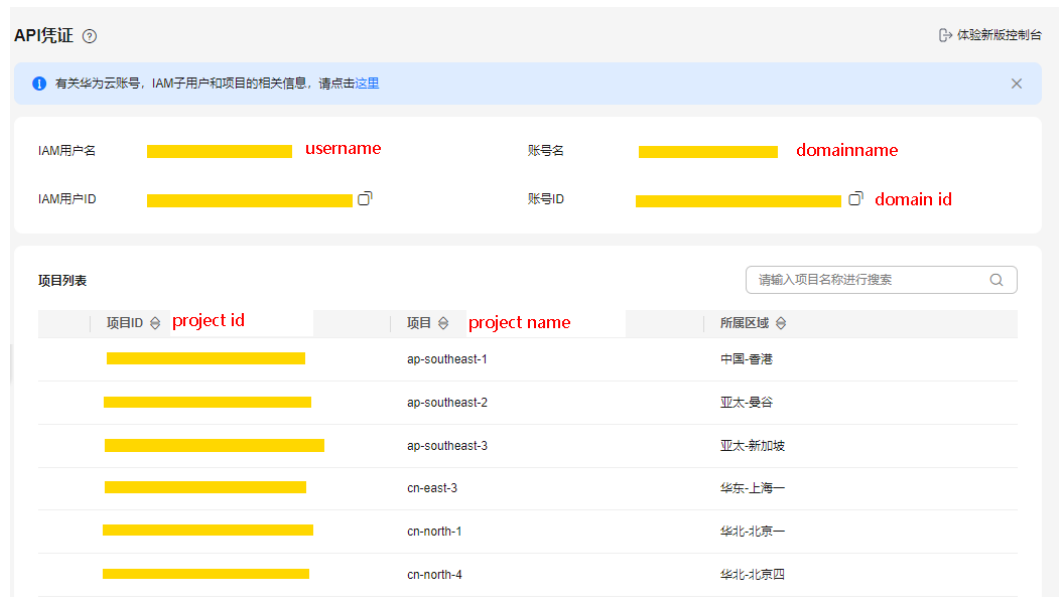 API凭证
体验新版控制台
有关华为云账号，IAM子用户和项目的相关信息，请点击这里
IAM用户名 username 账号名 domainname
IAM用户ID 账号ID domain id
项目列表 请输入项目名称进行搜索
项目ID project id 项目 project name 所属区域
ap-southeast-1 中国-香港
ap-southeast-2 亚太-曼谷
ap-southeast-3 亚太-新加坡
cn-east-3 华东-上海一
cn-north-1 华北-北京一
cn-north-4 华北-北京四